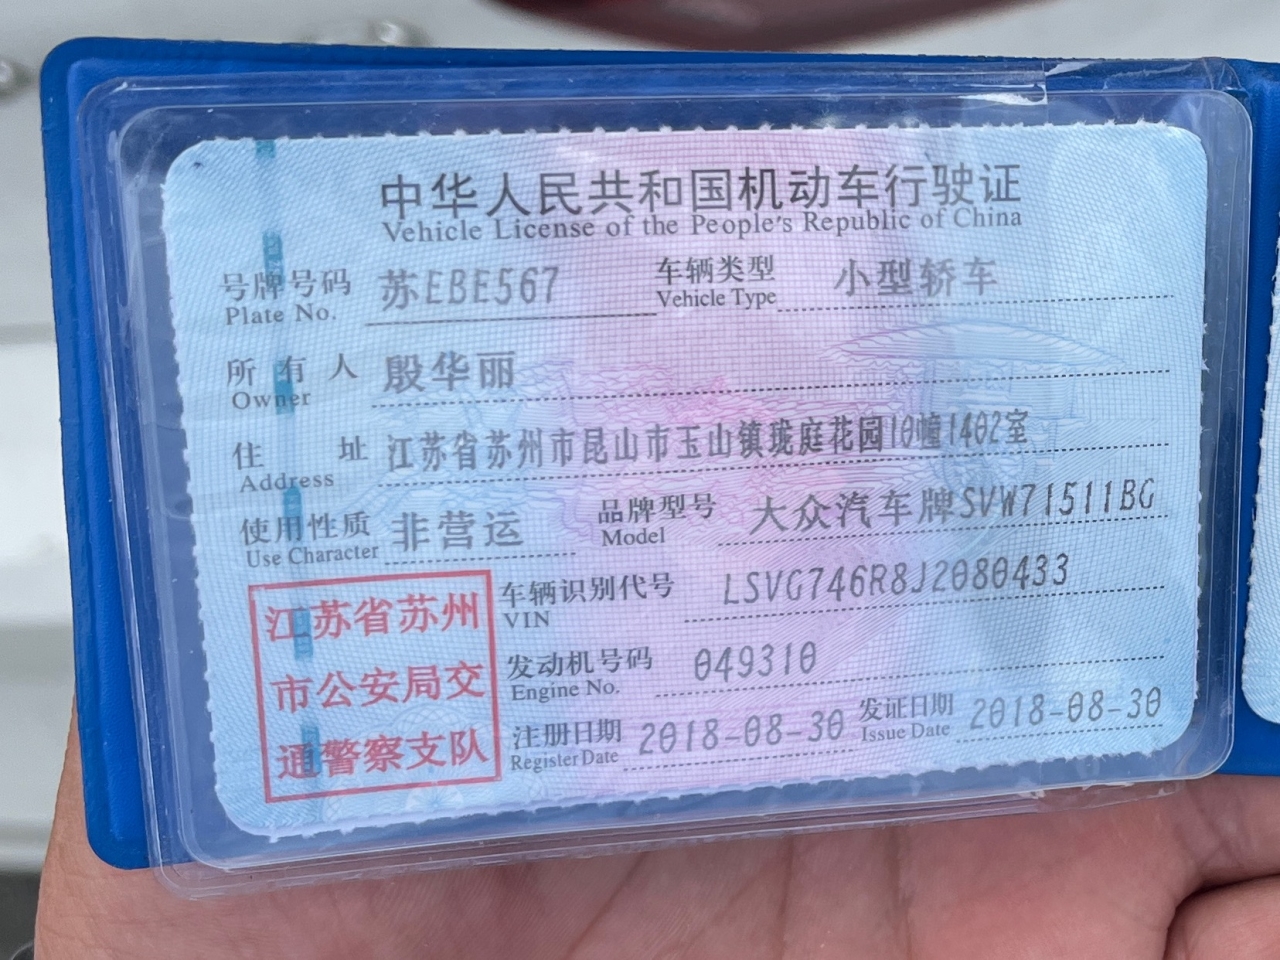 中华人民共和国机动车行驶证
Vehicle License of the People's Republic of China
号牌号码 苏EBE567 车辆类型 小型轿车
Plate No. Vehicle Type
所有人 殷华丽
Owner
住址 江苏省苏州市昆山市玉山镇珑庭花园10幢1402室
Address
使用性质 非营运 品牌型号 大众汽车牌SVW71511BG
Use Character Model
车辆识别代号 LSVG746R8J2080433
VIN
发动机号码 049310
Engine No.
注册日期 2018-08-30 发证日期 2018-08-30
Register Date Issue Date
江苏省苏州
市公安局交
通警察支队